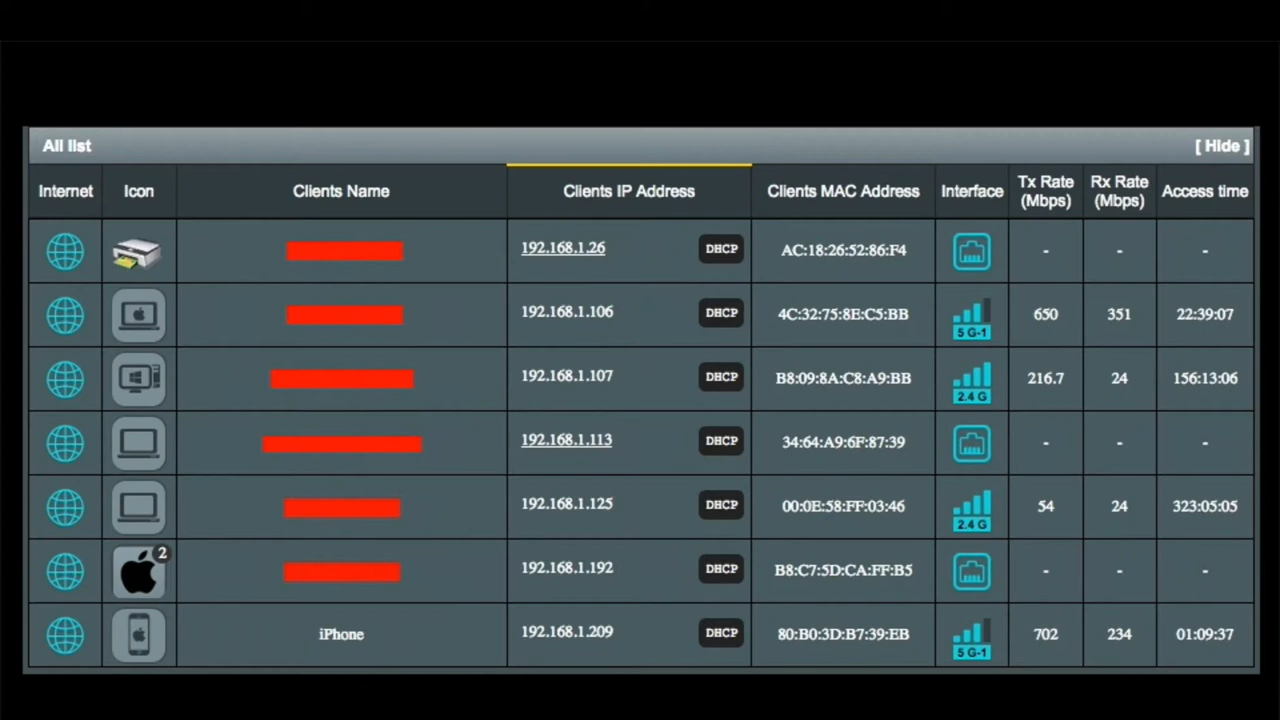 All list [ Hide ]
Internet Icon Clients Name Clients IP Address Clients MAC Address Interface Tx Rate (Mbps) Rx Rate (Mbps) Access time
192.168.1.26 DHCP AC:18:26:52:86:F4 - - -
192.168.1.106 DHCP 4C:32:75:8E:C5:BB 5 G-1 650 351 22:39:07
192.168.1.107 DHCP B8:09:8A:C8:A9:BB 2.4 G 216.7 24 156:13:06
192.168.1.113 DHCP 34:64:A9:6F:87:39 - - -
192.168.1.125 DHCP 00:0E:58:FF:03:46 2.4 G 54 24 323:05:05
2 192.168.1.192 DHCP B8:C7:5D:CA:FF:B5 - - -
iPhone 192.168.1.209 DHCP 80:B0:3D:B7:39:EB 5 G-1 702 234 01:09:37